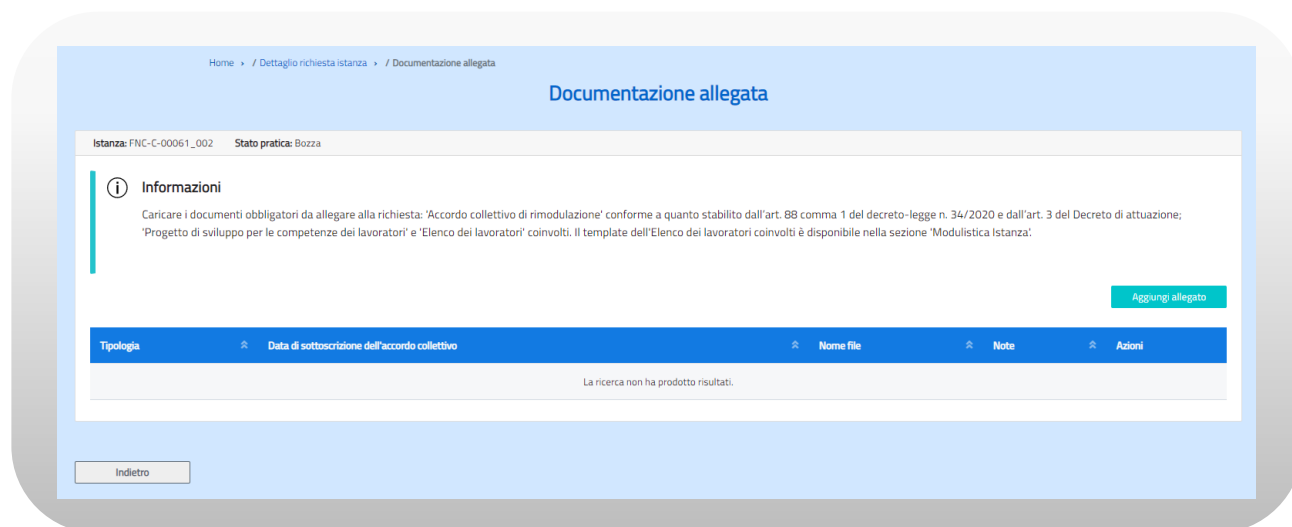 Home › / Dettaglio richiesta istanza › / Documentazione allegata
Documentazione allegata
Istanza: FNC-C-00061_002 Stato pratica: Bozza
Informazioni
Caricare i documenti obbligatori da allegare alla richiesta: 'Accordo collettivo di rimodulazione' conforme a quanto stabilito dall'art. 88 comma 1 del decreto-legge n. 34/2020 e dall'art. 3 del Decreto di attuazione;
'Progetto di sviluppo per le competenze dei lavoratori' e 'Elenco dei lavoratori' coinvolti. Il template dell'Elenco dei lavoratori coinvolti è disponibile nella sezione 'Modulistica Istanza'.
Aggiungi allegato
Tipologia Data di sottoscrizione dell'accordo collettivo Nome file Note Azioni
La ricerca non ha prodotto risultati.
Indietro